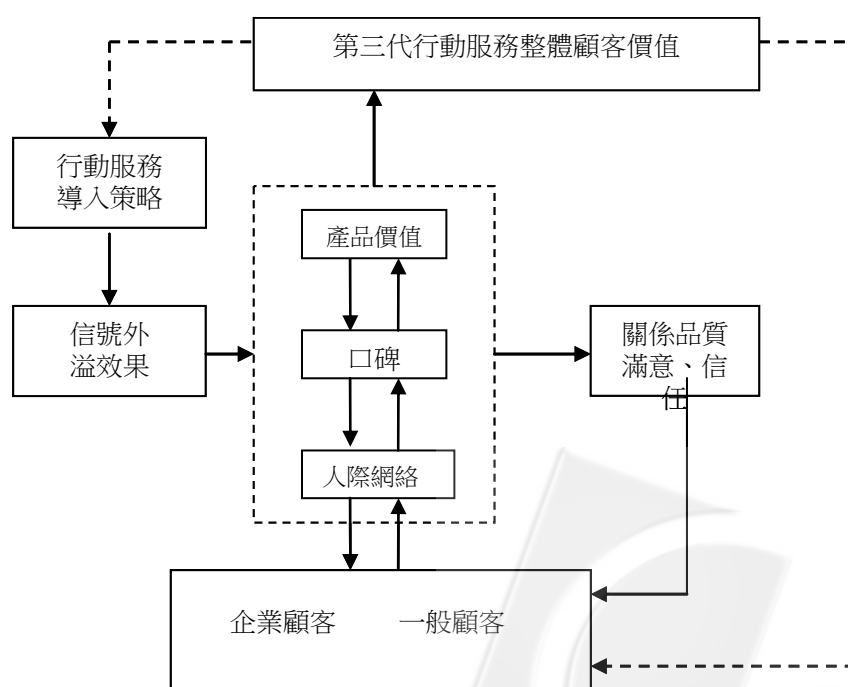 第三代行動服務整體顧客價值
行動服務
導入策略
產品價值
信號外
溢效果
口碑
關係品質
滿意、信
任
人際網絡
企業顧客 一般顧客